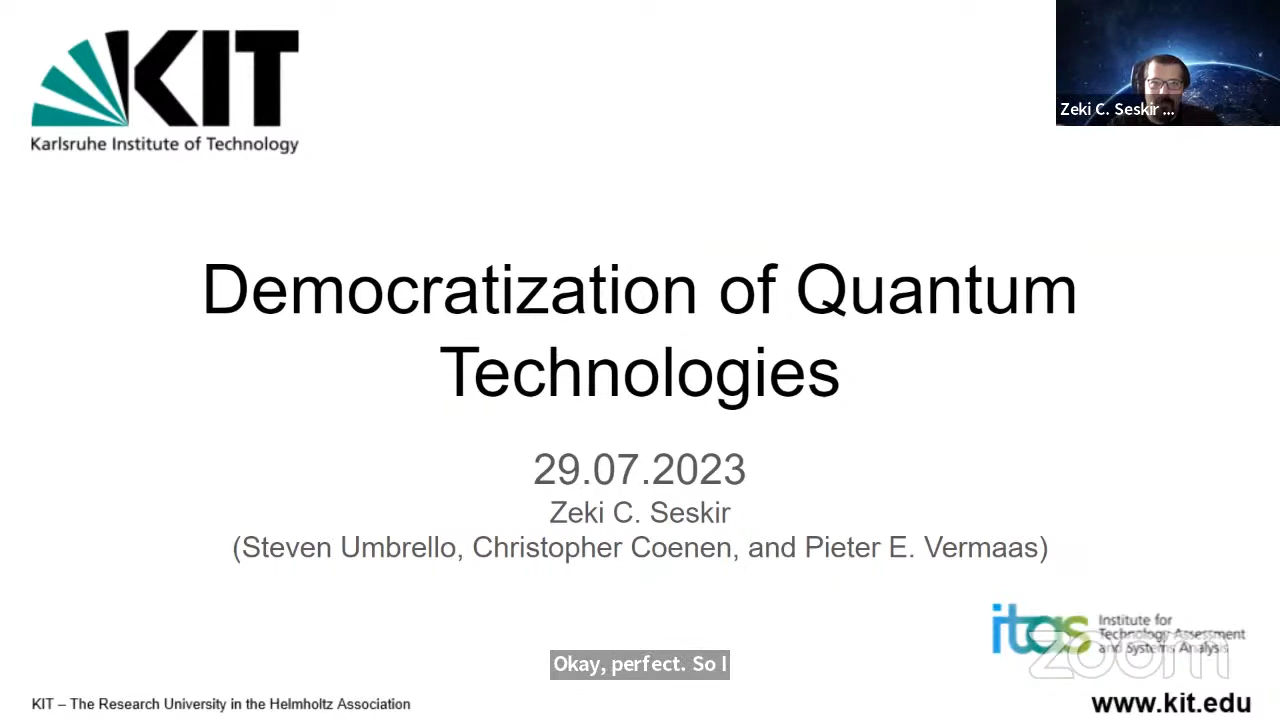 KIT
Karlsruhe Institute of Technology
Zeki C. Seskir ...
Democratization of Quantum
Technologies
29.07.2023
Zeki C. Seskir
(Steven Umbrello, Christopher Coenen, and Pieter E. Vermaas)
itas
Institute for
Technology Assessment
and Systems Analysis
zoom
Okay, perfect. So I
KIT – The Research University in the Helmholtz Association
www.kit.edu